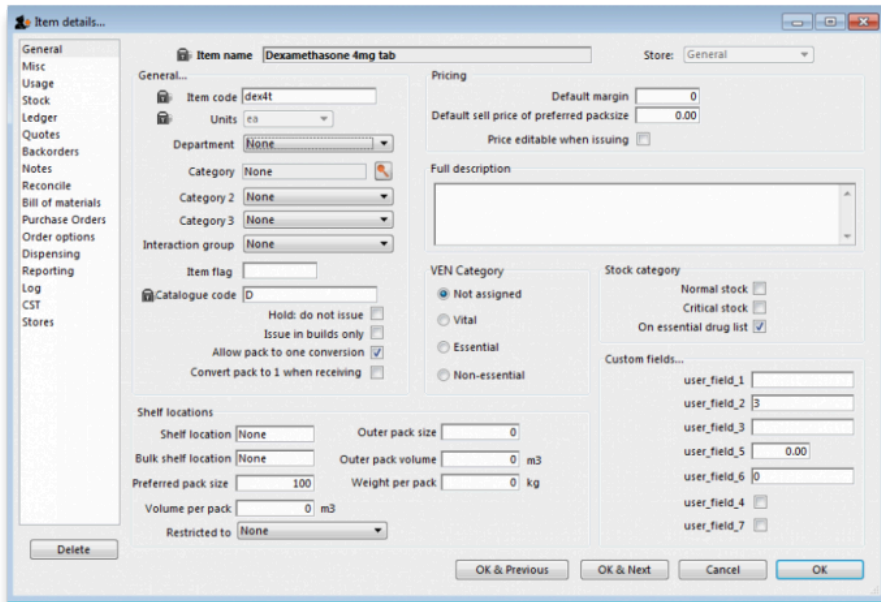 Item details...
General
Misc
Usage
Stock
Ledger
Quotes
Backorders
Notes
Reconcile
Bill of materials
Purchase Orders
Order options
Dispensing
Reporting
Log
CST
Stores
Delete
Item name Dexamethasone 4mg tab
Store: General
General...
Item code dex4t
Units ea
Department None
Category None
Category 2 None
Category 3 None
Interaction group None
Item flag
Catalogue code D
Hold: do not issue
Issue in builds only
Allow pack to one conversion
Convert pack to 1 when receiving
Pricing
Default margin 0
Default sell price of preferred packsize 0.00
Price editable when issuing
Full description
VEN Category
Not assigned
Vital
Essential
Non-essential
Stock category
Normal stock
Critical stock
On essential drug list
Custom fields...
user_field_1
user_field_2 3
user_field_3
user_field_5 0.00
user_field_6 0
user_field_4
user_field_7
Shelf locations
Shelf location None
Bulk shelf location None
Preferred pack size 100
Volume per pack 0 m3
Restricted to None
Outer pack size 0
Outer pack volume 0 m3
Weight per pack 0 kg
OK & Previous
OK & Next
Cancel
OK